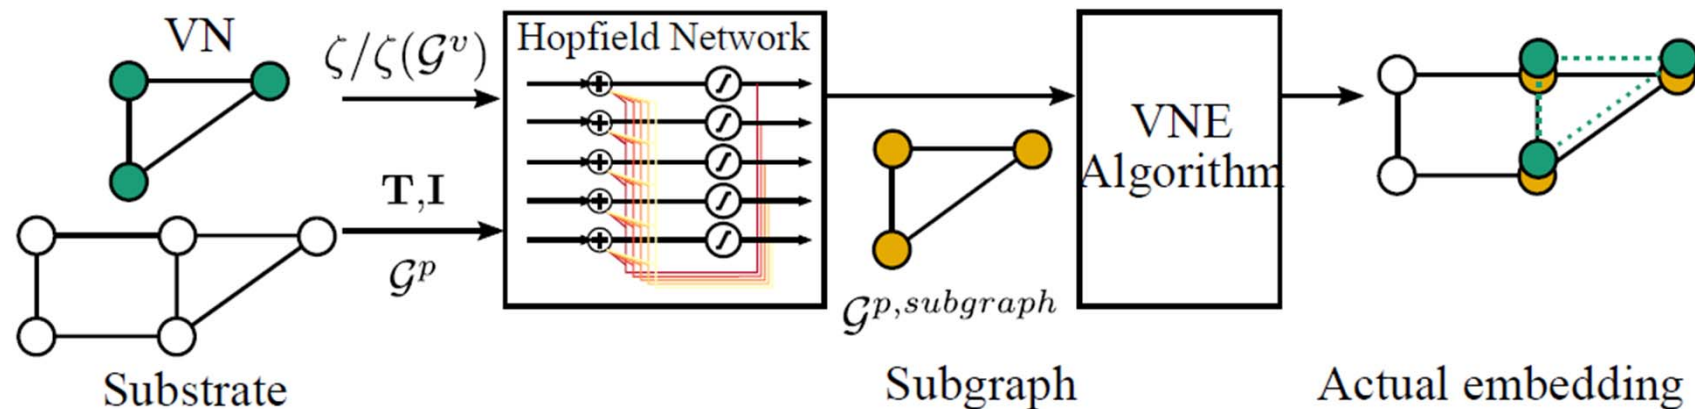 VN
ζ/ζ(𝒢^v)
T,I
𝒢^p
Substrate
Hopfield Network
𝒢^{p,subgraph}
Subgraph
VNE
Algorithm
Actual embedding